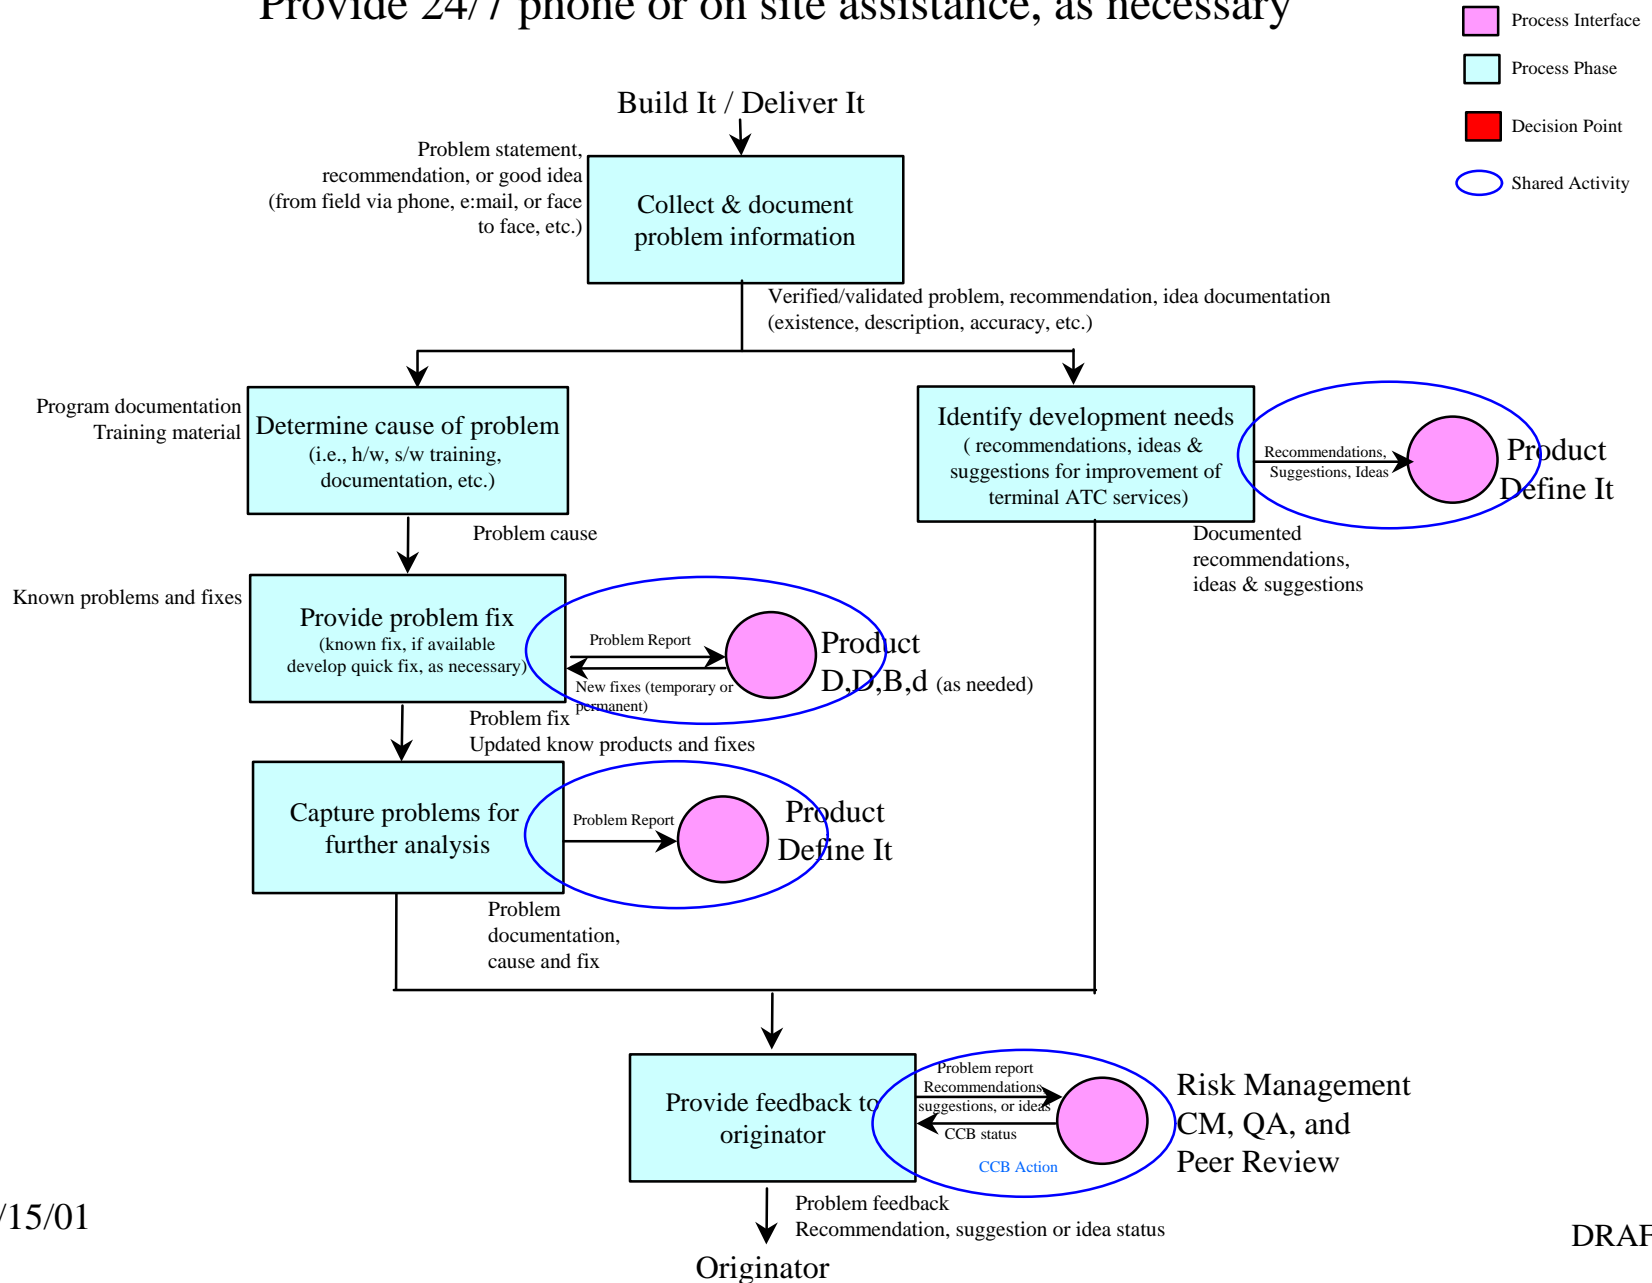 Provide 24/7 phone or on site assistance, as necessary
Process Interface
Process Phase
Decision Point
Shared Activity
Build It / Deliver It
Problem statement,
recommendation, or good idea
(from field via phone, e:mail, or face
to face, etc.)
Collect & document
problem information
Verified/validated problem, recommendation, idea documentation
(existence, description, accuracy, etc.)
Program documentation
Training material
Determine cause of problem
(i.e., h/w, s/w training,
documentation, etc.)
Identify development needs
( recommendations, ideas &
suggestions for improvement of
terminal ATC services)
Recommendations,
Suggestions, Ideas
Product
Define It
Problem cause
Documented
recommendations,
ideas & suggestions
Known problems and fixes
Provide problem fix
(known fix, if available
develop quick fix, as necessary)
Problem Report
New fixes (temporary or
permanent)
Product
D,D,B,d (as needed)
Problem fix
Updated know products and fixes
Capture problems for
further analysis
Problem Report
Product
Define It
Problem
documentation,
cause and fix
Provide feedback to
originator
Problem report
Recommendations
suggestions, or ideas
CCB status
CCB Action
Risk Management
CM, QA, and
Peer Review
Problem feedback
Recommendation, suggestion or idea status
Originator
/15/01
DRAF